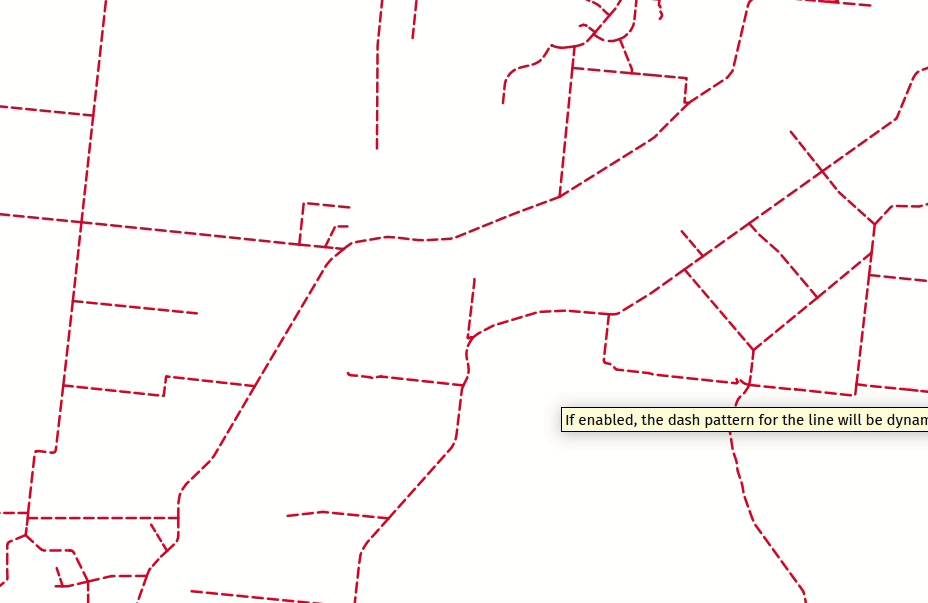 If enabled, the dash pattern for the line will be dynam